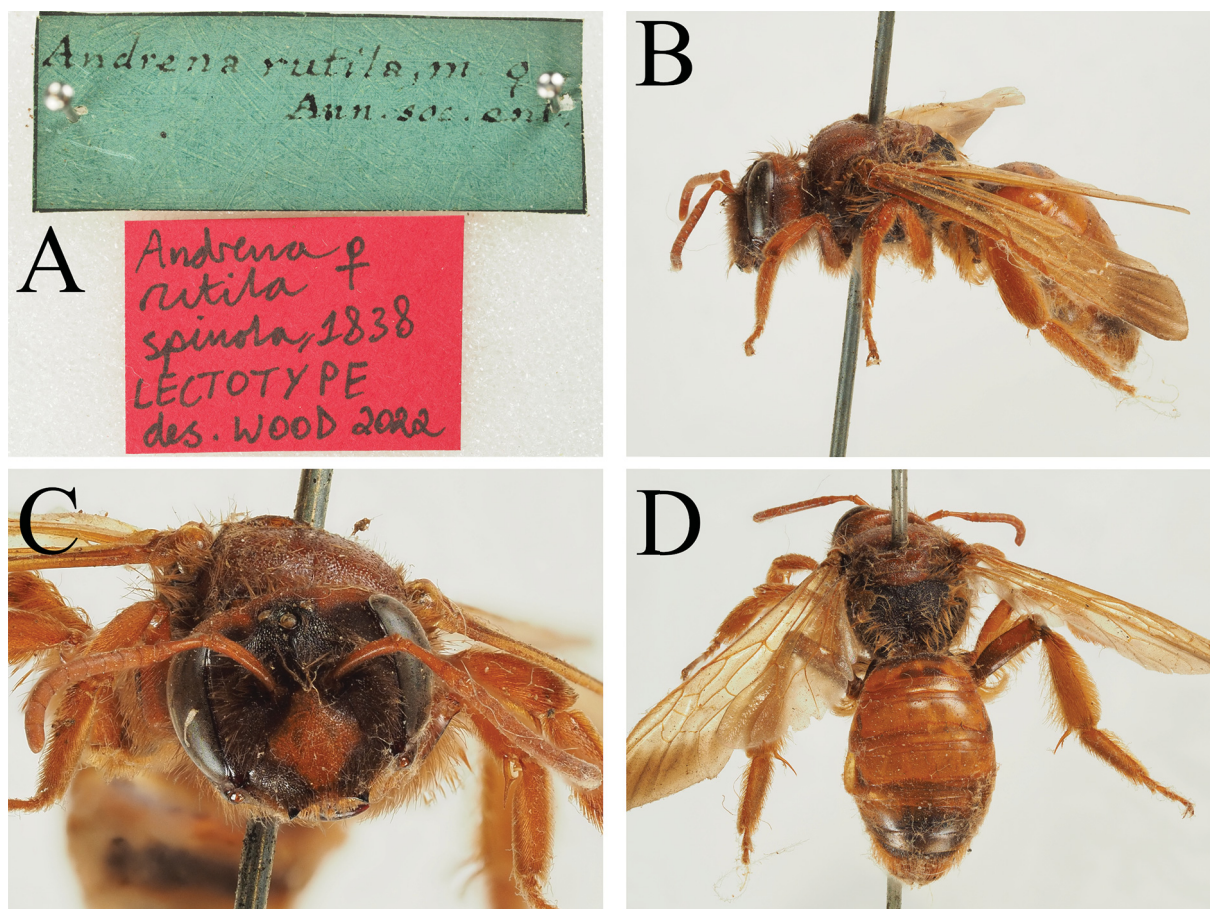 Andrena rutila, m. ♀
Ann. soc. ent.
A
Andrena ♀
rutila
spinola, 1838
LECTOTYPE
des. WOOD 2022
B
C
D